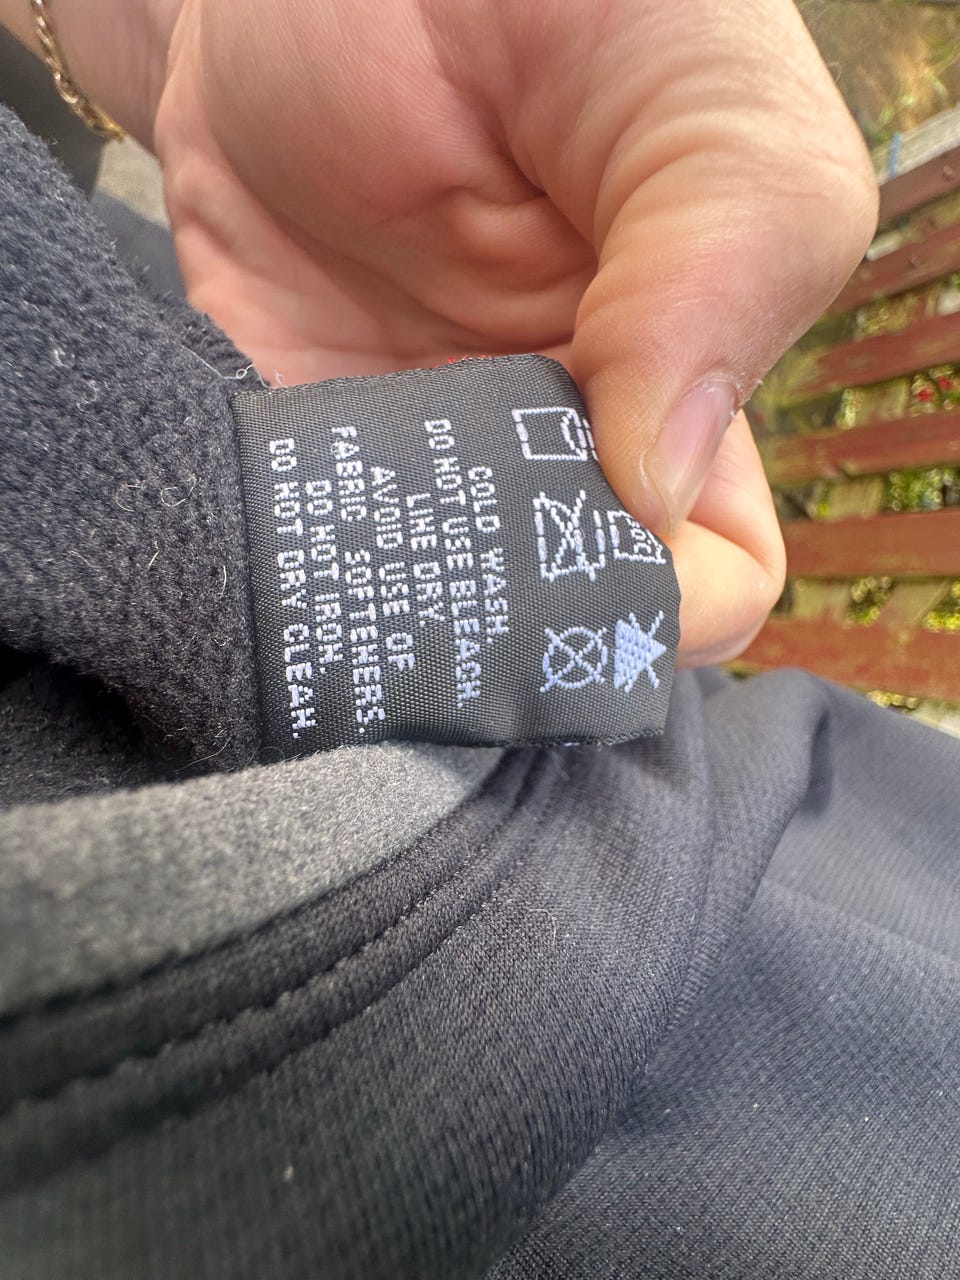 COLD WASH.
DO NOT USE BLEACH
LINE DRY
AVOID USE OF
FABRIC SOFTENERS.
DO NOT IRON.
DO NOT DRY CLEAN.